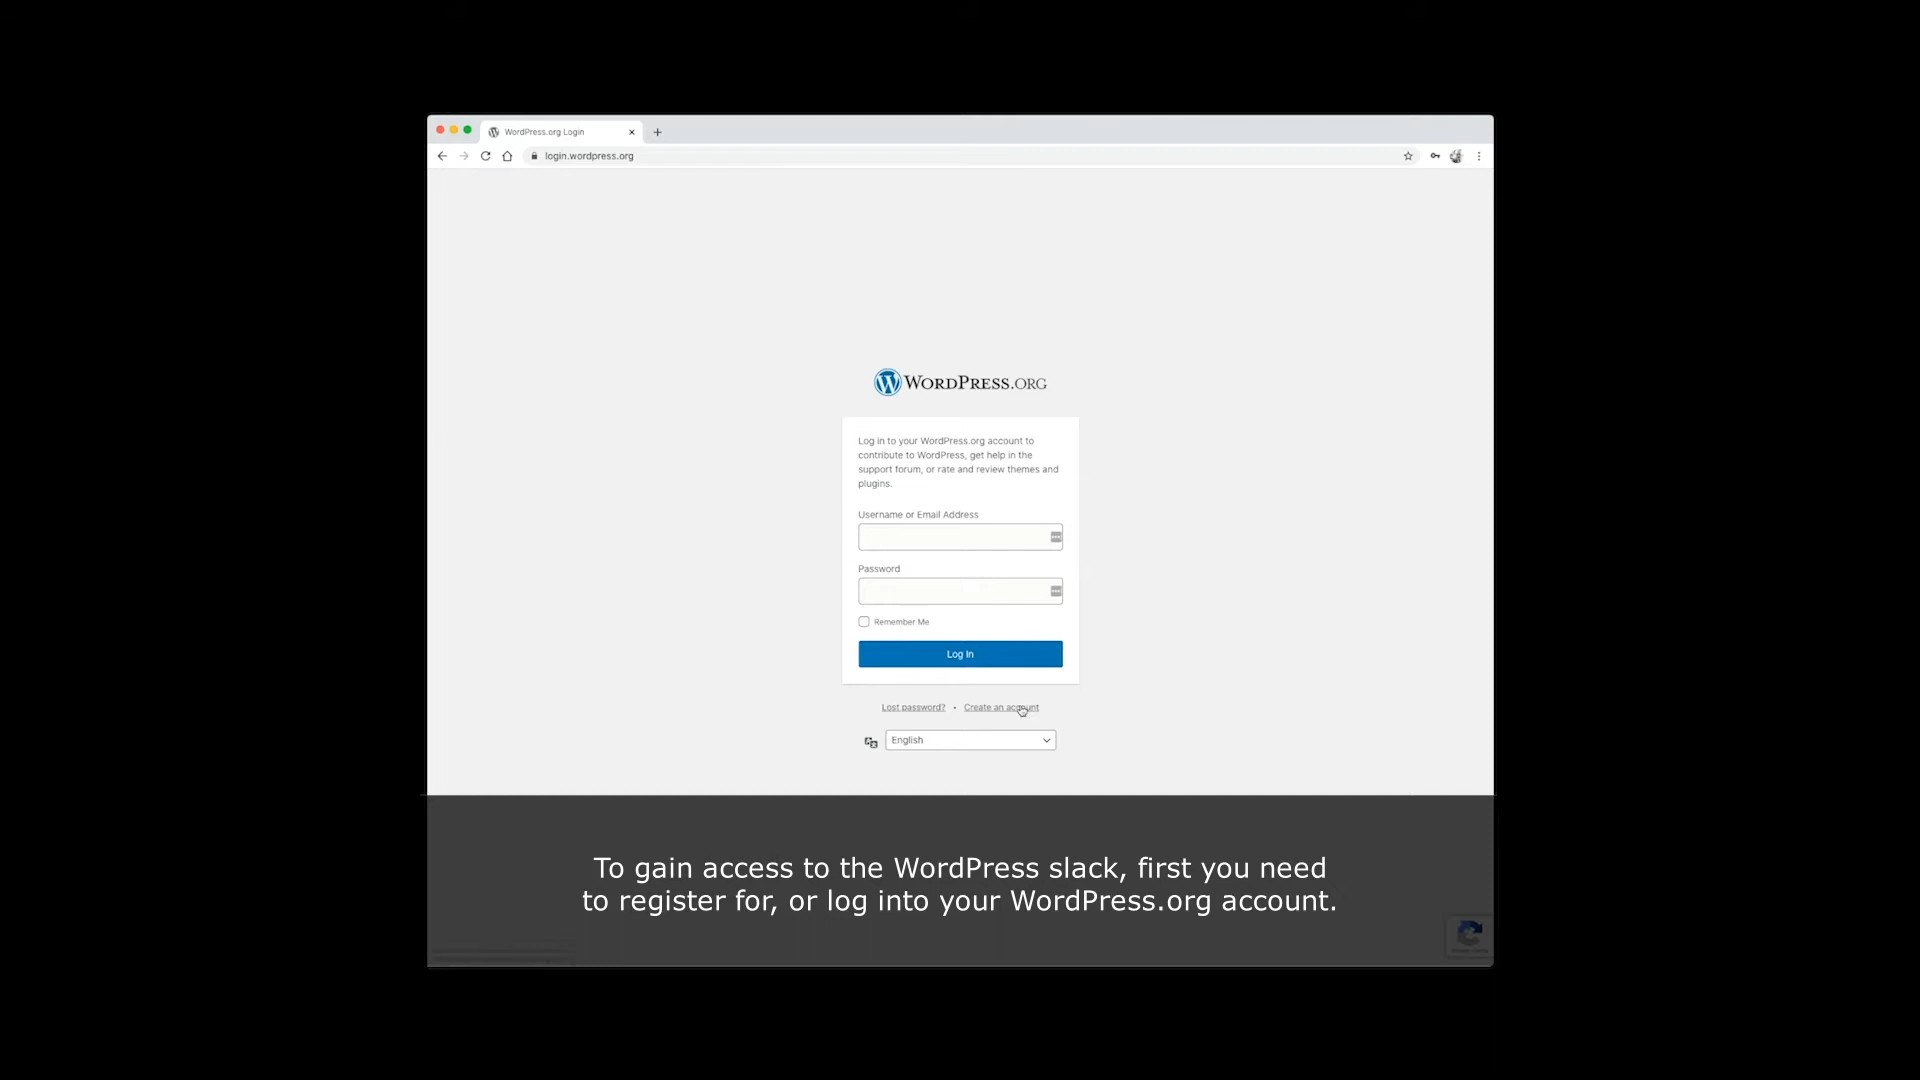 WordPress.org Login
login.wordpress.org
WORDPRESS.ORG
Log in to your WordPress.org account to
contribute to WordPress, get help in the
support forum, or rate and review themes and
plugins.
Username or Email Address
Password
Remember Me
Log In
Lost password? • Create an account
English
To gain access to the WordPress slack, first you need
to register for, or log into your WordPress.org account.